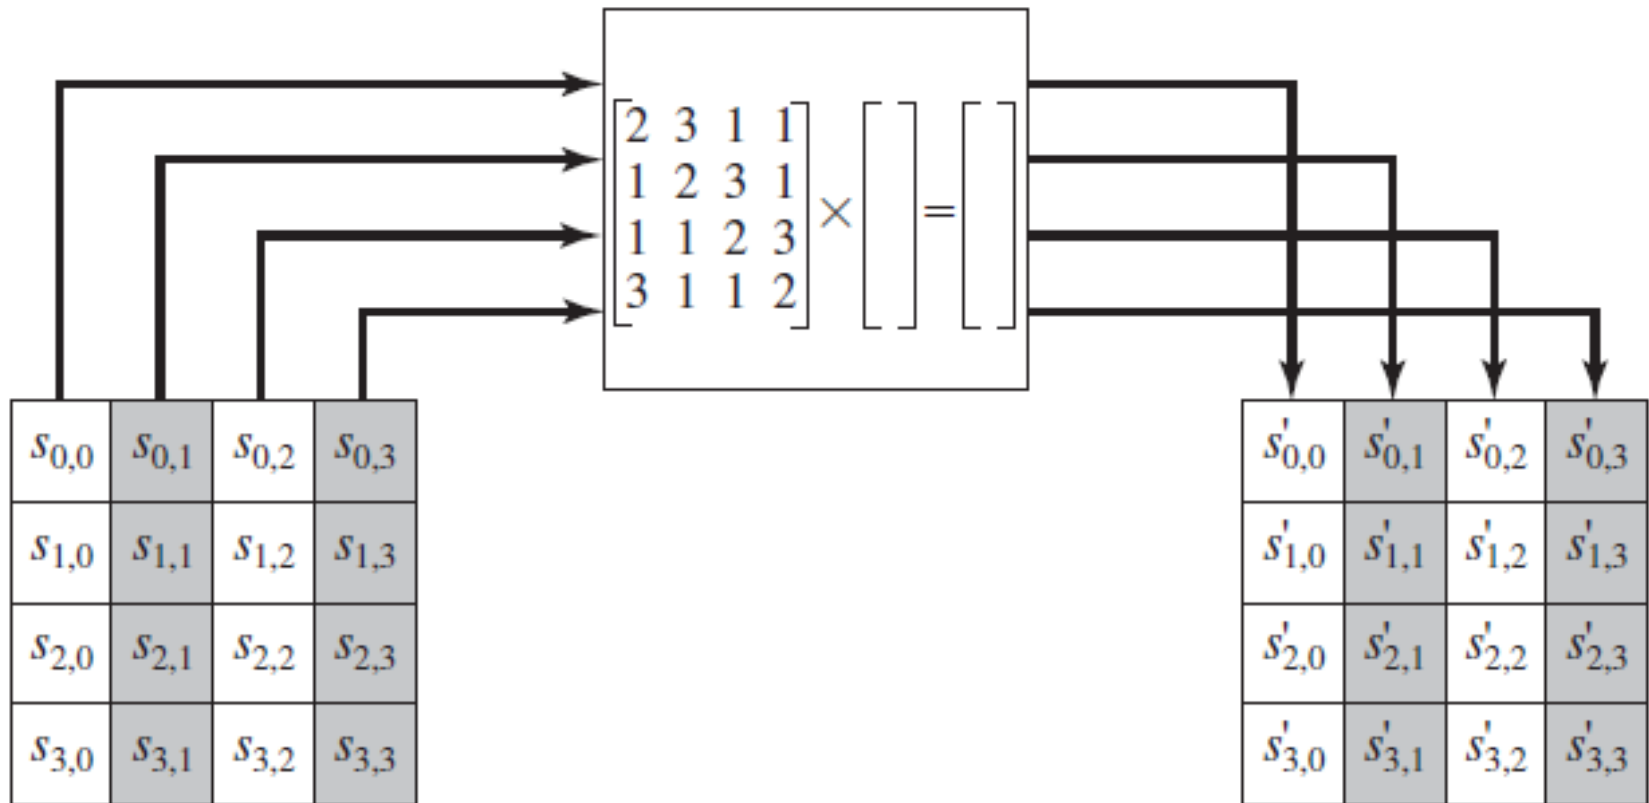 2 3 1 1
1 2 3 1
1 1 2 3
3 1 1 2
× =
s0,0 s0,1 s0,2 s0,3
s1,0 s1,1 s1,2 s1,3
s2,0 s2,1 s2,2 s2,3
s3,0 s3,1 s3,2 s3,3
s'0,0 s'0,1 s'0,2 s'0,3
s'1,0 s'1,1 s'1,2 s'1,3
s'2,0 s'2,1 s'2,2 s'2,3
s'3,0 s'3,1 s'3,2 s'3,3